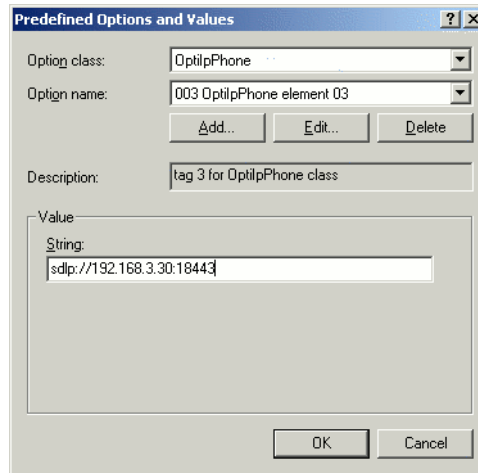 Predefined Options and Values
Option class:
OptiIpPhone
Option name:
003 OptiIpPhone element 03
Add...
Edit...
Delete
Description:
tag 3 for OptiIpPhone class
Value
String:
sdlp://192.168.3.30:18443
OK
Cancel